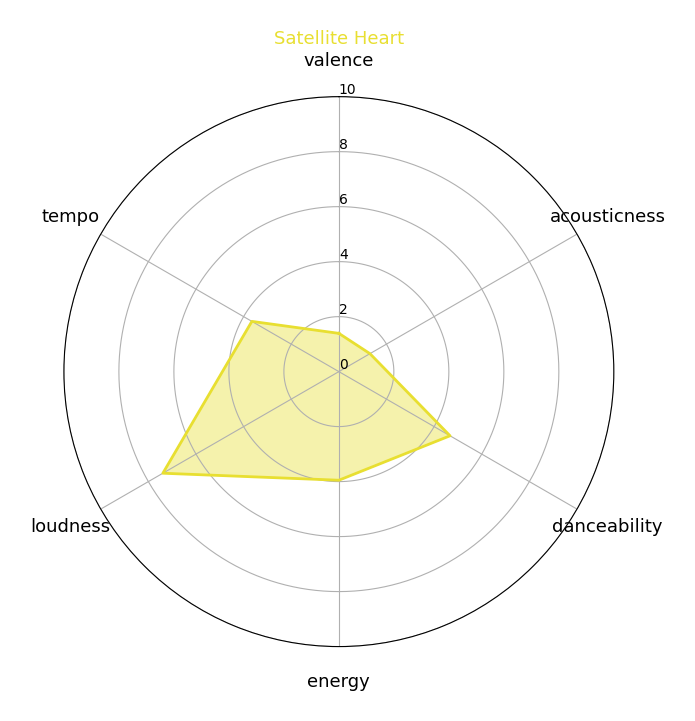 Satellite Heart
valence
10
8
6
4
2
0
tempo
acousticness
loudness
danceability
energy